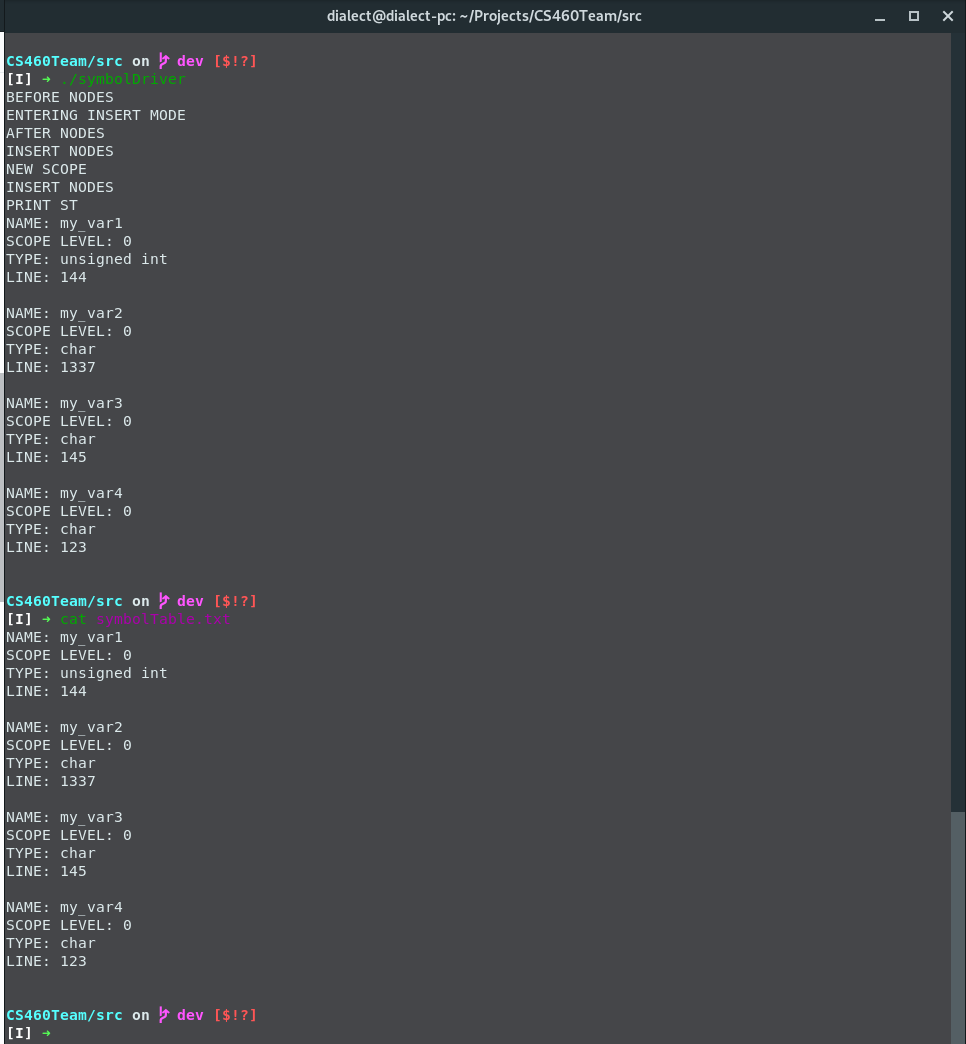 dialect@dialect-pc: ~/Projects/CS460Team/src
CS460Team/src on dev [$!?]
[I] ➜ ./symbolDriver
BEFORE NODES
ENTERING INSERT MODE
AFTER NODES
INSERT NODES
NEW SCOPE
INSERT NODES
PRINT ST
NAME: my_var1
SCOPE LEVEL: 0
TYPE: unsigned int
LINE: 144
NAME: my_var2
SCOPE LEVEL: 0
TYPE: char
LINE: 1337
NAME: my_var3
SCOPE LEVEL: 0
TYPE: char
LINE: 145
NAME: my_var4
SCOPE LEVEL: 0
TYPE: char
LINE: 123
CS460Team/src on dev [$!?]
[I] ➜ cat SymbolTable.txt
NAME: my_var1
SCOPE LEVEL: 0
TYPE: unsigned int
LINE: 144
NAME: my_var2
SCOPE LEVEL: 0
TYPE: char
LINE: 1337
NAME: my_var3
SCOPE LEVEL: 0
TYPE: char
LINE: 145
NAME: my_var4
SCOPE LEVEL: 0
TYPE: char
LINE: 123
CS460Team/src on dev [$!?]
[I] ➜